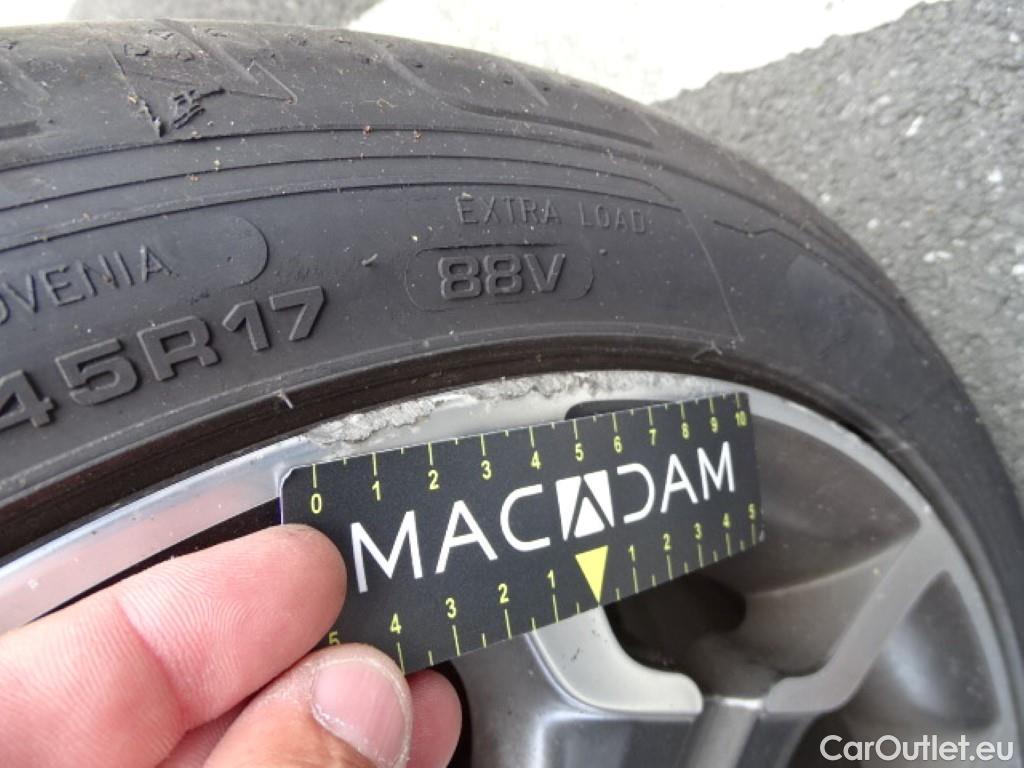 EXTRA LOAD
OVENIA
88V
45R17
0 1 2 3 4 5 6 7 8 9 10
MACADAM
5 4 3 2 1 1 2 3 4 5
CarOutlet.eu